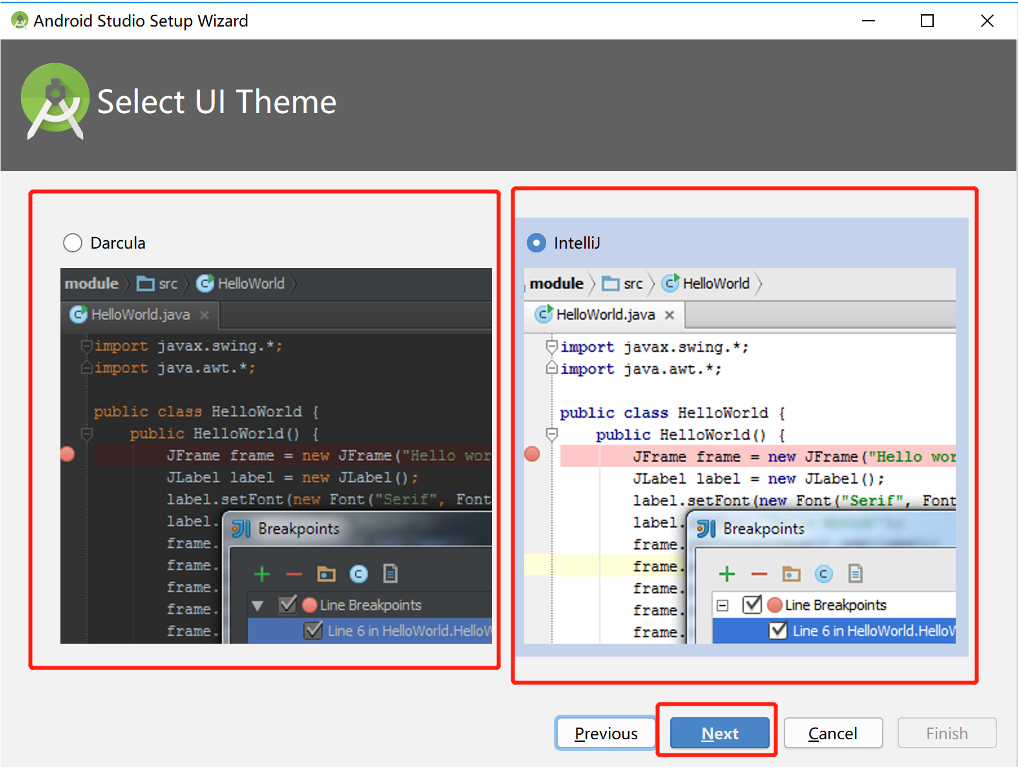 Android Studio Setup Wizard
Select UI Theme
Darcula
module src HelloWorld
HelloWorld.java
import javax.swing.*;
import java.awt.*;
public class HelloWorld {
public HelloWorld() {
JFrame frame = new JFrame("Hello wor
JLabel label = new JLabel();
label.setFont(new Font("Serif", Font
label.
frame.
frame.
frame.
frame.
frame.
Breakpoints
Line Breakpoints
Line 6 in HelloWorld.HelloW
IntelliJ
module src HelloWorld
HelloWorld.java
import javax.swing.*;
import java.awt.*;
public class HelloWorld {
public HelloWorld() {
JFrame frame = new JFrame("Hello wor
JLabel label = new JLabel();
label.setFont(new Font("Serif", Font
label.
frame.
frame.
frame.
frame.
frame.
Breakpoints
Line Breakpoints
Line 6 in HelloWorld.HelloW
Previous Next Cancel Finish